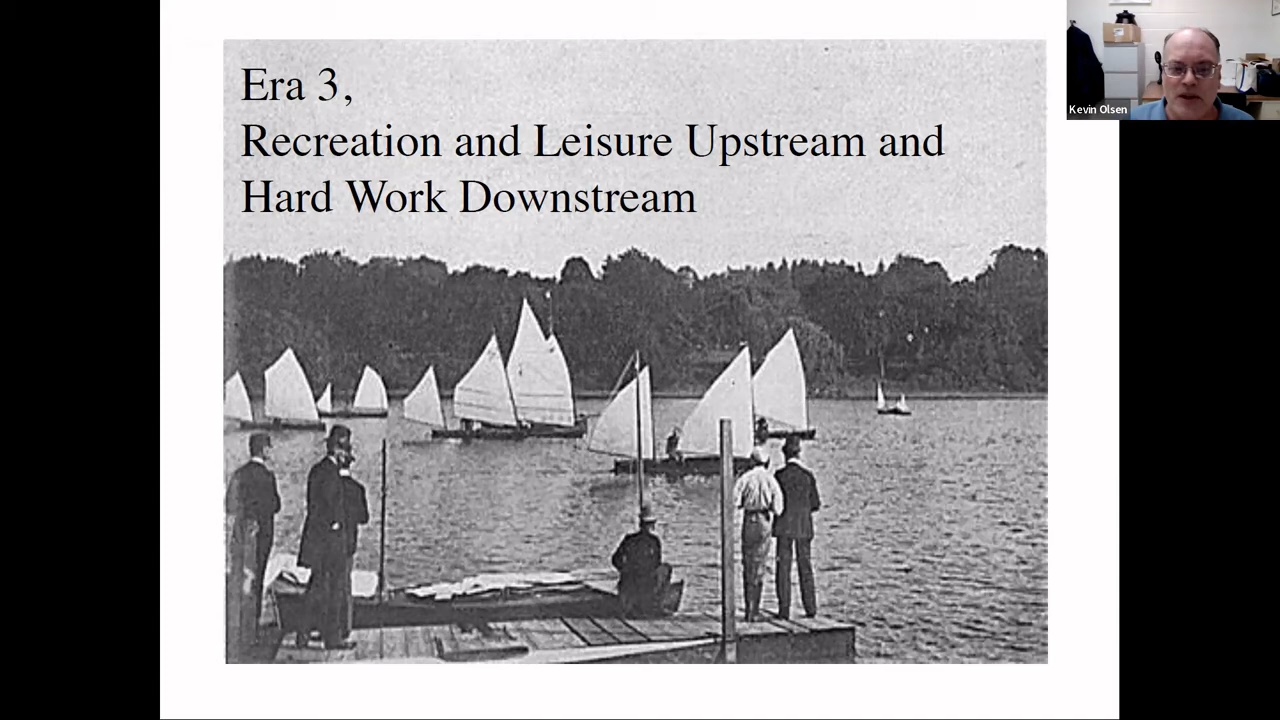 Era 3,
Recreation and Leisure Upstream and
Hard Work Downstream
Kevin Olsen